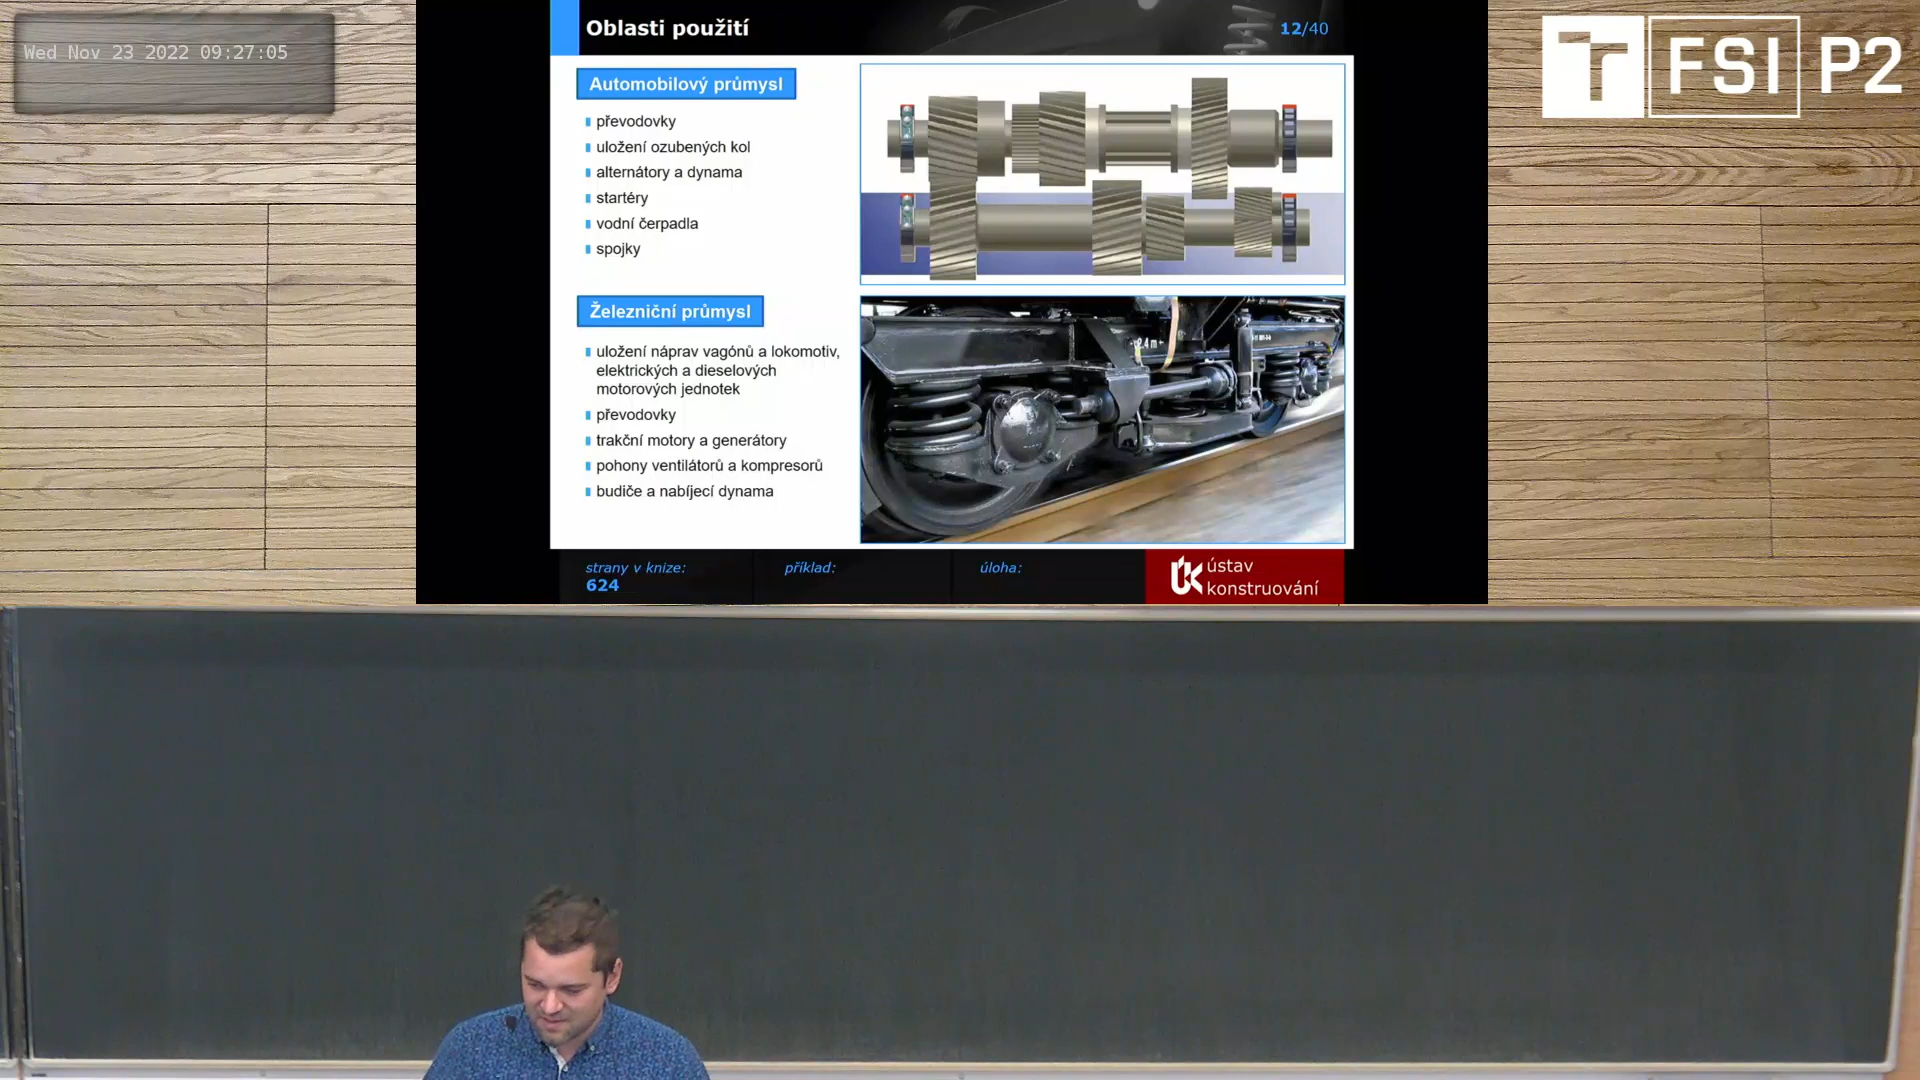 Wed Nov 23 2022 09:27:05
Oblasti použití
12/40
FSI P2
Automobilový průmysl
převodovky
uložení ozubených kol
alternátory a dynama
startéry
vodní čerpadla
spojky
Železniční průmysl
uložení náprav vagónů a lokomotiv,
elektrických a dieselových
motorových jednotek
převodovky
trakční motory a generátory
pohony ventilátorů a kompresorů
budiče a nabíjecí dynama
2.4 m
strany v knize:
624
příklad:
úloha:
ústav
konstruování